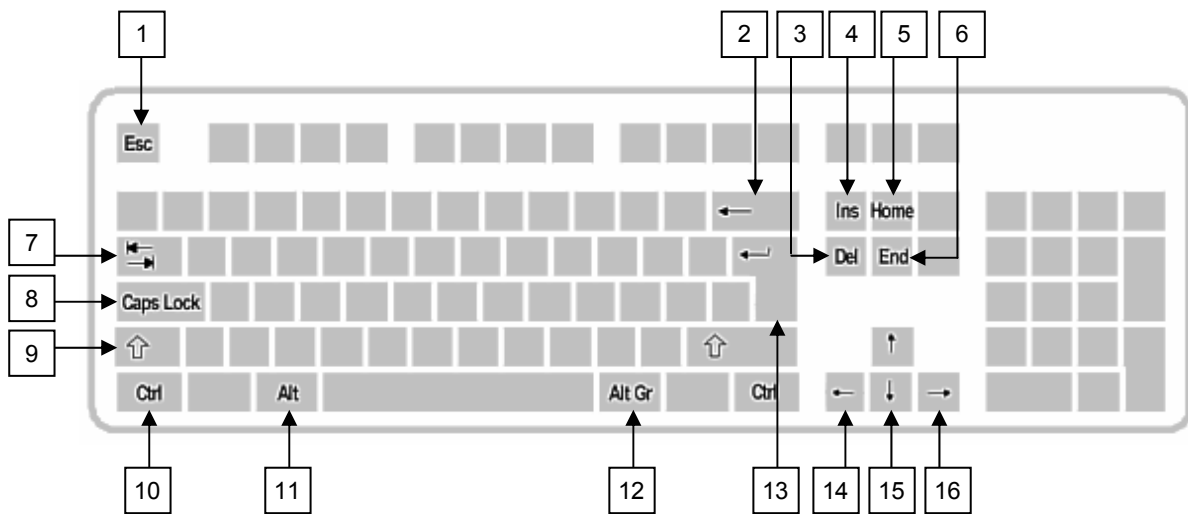 1 2 3 4 5 6
Esc
← Ins Home
7 ⇤ ⇥ ↵ Del End
8 Caps Lock
9 ⇧ ⇧ ↑
Ctrl Alt Alt Gr Ctrl ← ↓ →
10 11 12 13 14 15 16